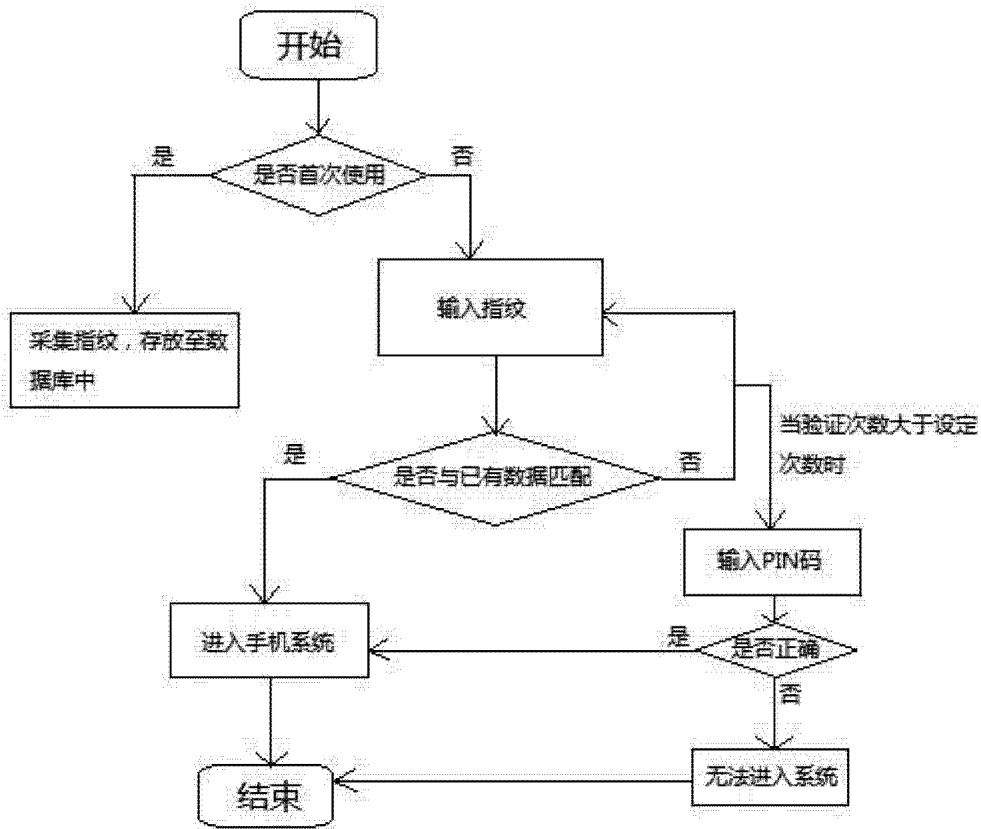 开始
是
是否首次使用
否
输入指纹
采集指纹，存放至数
据库中
当验证次数大于设定
次数时
是
是否与已有数据匹配
否
输入PIN码
进入手机系统
是
是否正确
否
无法进入系统
结束